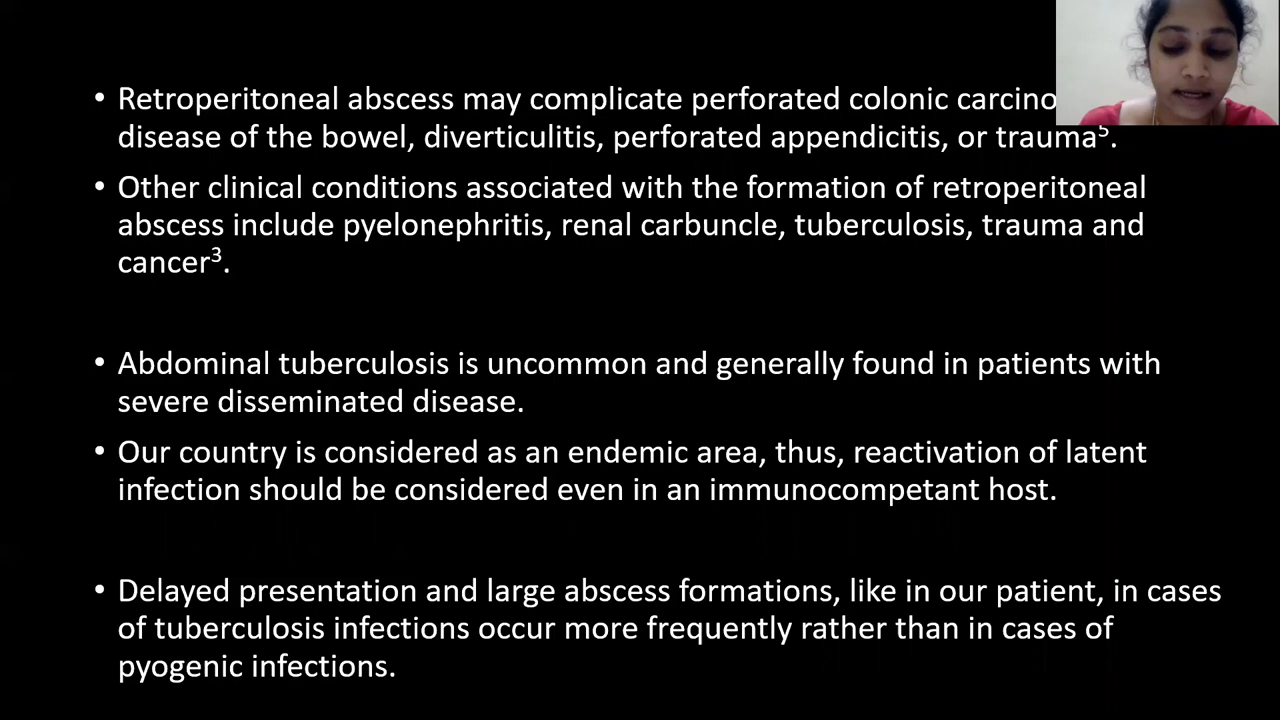 • Retroperitoneal abscess may complicate perforated colonic
disease of the bowel, diverticulitis, perforated appendicitis, or trauma⁵.
• Other clinical conditions associated with the formation of retroperitoneal
abscess include pyelonephritis, renal carbuncle, tuberculosis, trauma and
cancer³.
• Abdominal tuberculosis is uncommon and generally found in patients with
severe disseminated disease.
• Our country is considered as an endemic area, thus, reactivation of latent
infection should be considered even in an immunocompetant host.
• Delayed presentation and large abscess formations, like in our patient, in cases
of tuberculosis infections occur more frequently rather than in cases of
pyogenic infections.